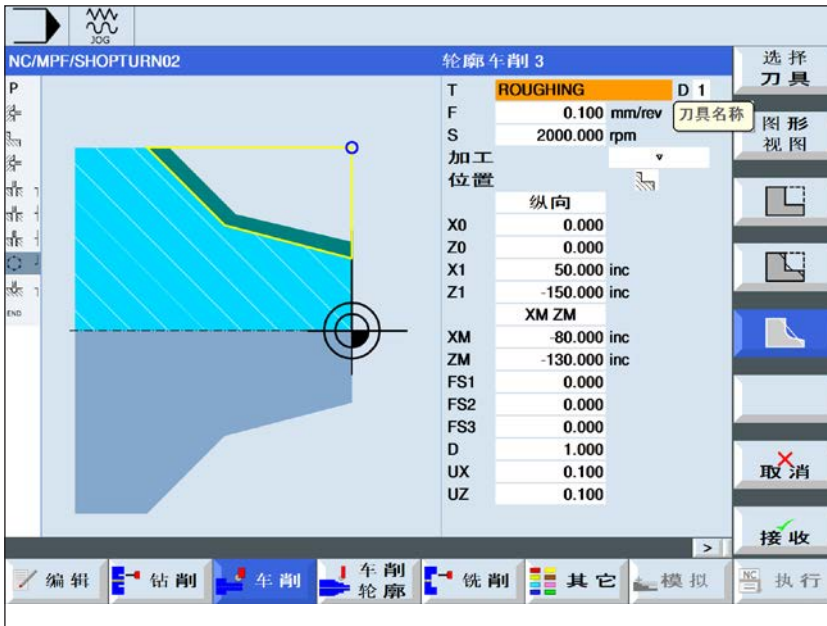 JOG
NC/MPF/SHOPTURN02
轮廓车削 3
选择
刀具
P
T ROUGHING D 1
F 0.100 mm/rev
刀具名称
S 2000.000 rpm
图形
视图
加工 ▽
位置
纵向
X0 0.000
Z0 0.000
X1 50.000 inc
Z1 -150.000 inc
XM ZM
XM -80.000 inc
ZM -130.000 inc
FS1 0.000
FS2 0.000
FS3 0.000
D 1.000
UX 0.100
UZ 0.100
END
取消
接收
>
编辑 钻削 车削 车削轮廓 铣削 其它 模拟 NC 执行